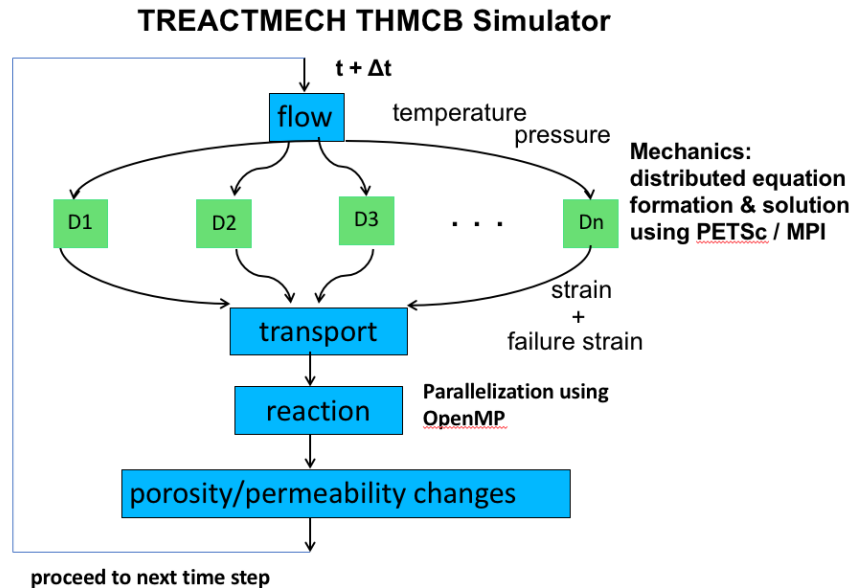 TREACTMECH THMCB Simulator
t + Δt
flow
temperature
pressure
Mechanics:
distributed equation
formation & solution
using PETSc / MPI
D1
D2
D3
. . .
Dn
strain
+
failure strain
transport
reaction
Parallelization using
OpenMP
porosity/permeability changes
proceed to next time step